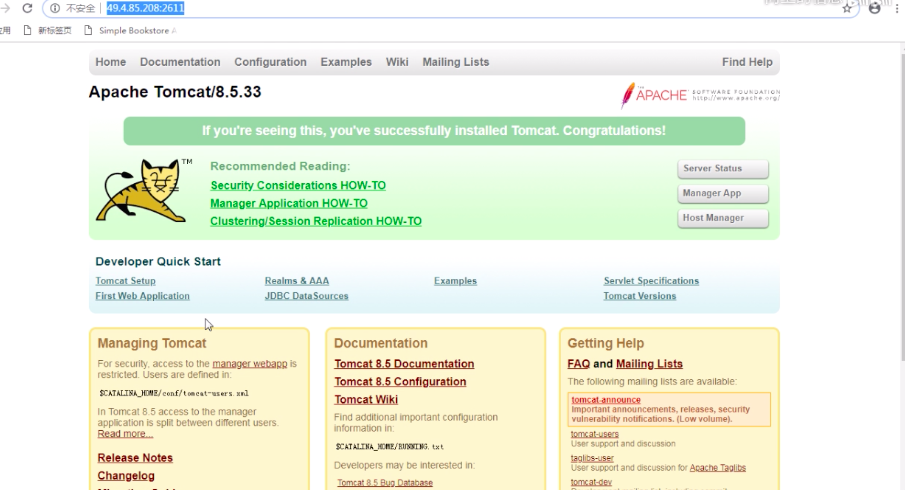 不安全 | 49.4.85.208:2611
新标签页 Simple Bookstore
Home Documentation Configuration Examples Wiki Mailing Lists Find Help
Apache Tomcat/8.5.33
THE
APACHE SOFTWARE FOUNDATION
http://www.apache.org/
If you're seeing this, you've successfully installed Tomcat. Congratulations!
TM
Recommended Reading:
Security Considerations HOW-TO
Manager Application HOW-TO
Clustering/Session Replication HOW-TO
Server Status
Manager App
Host Manager
Developer Quick Start
Tomcat Setup
First Web Application
Realms & AAA
JDBC DataSources
Examples
Servlet Specifications
Tomcat Versions
Managing Tomcat
For security, access to the manager webapp is
restricted. Users are defined in:
$CATALINA_HOME/conf/tomcat-users.xml
In Tomcat 8.5 access to the manager
application is split between different users.
Read more...
Release Notes
Changelog
Documentation
Tomcat 8.5 Documentation
Tomcat 8.5 Configuration
Tomcat Wiki
Find additional important configuration
information in:
$CATALINA_HOME/RUNNING.txt
Developers may be interested in:
Tomcat 8.5 Bug Database
Getting Help
FAQ and Mailing Lists
The following mailing lists are available:
tomcat-announce
Important announcements, releases, security
vulnerability notifications. (Low volume).
tomcat-users
User support and discussion
taglibs-user
User support and discussion for Apache Taglibs
tomcat-dev